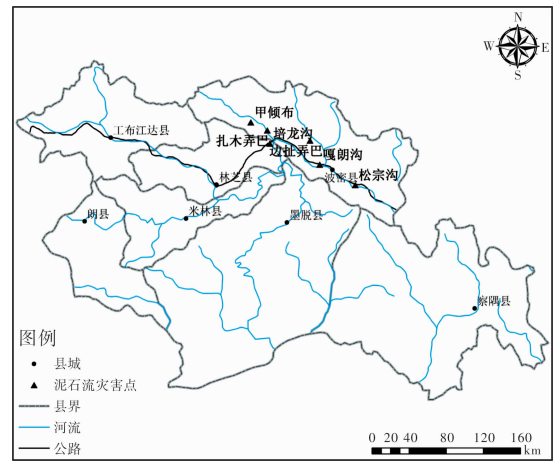 N
W
E
S
甲倾布
培龙沟
工布江达县
扎木弄巴
边扯弄巴
嘎朗沟
林芝县
波密县
松宗沟
朗县
米林县
墨脱县
察隅县
图例
县城
泥石流灾害点
县界
河流
公路
0 20 40 80 120 160
km